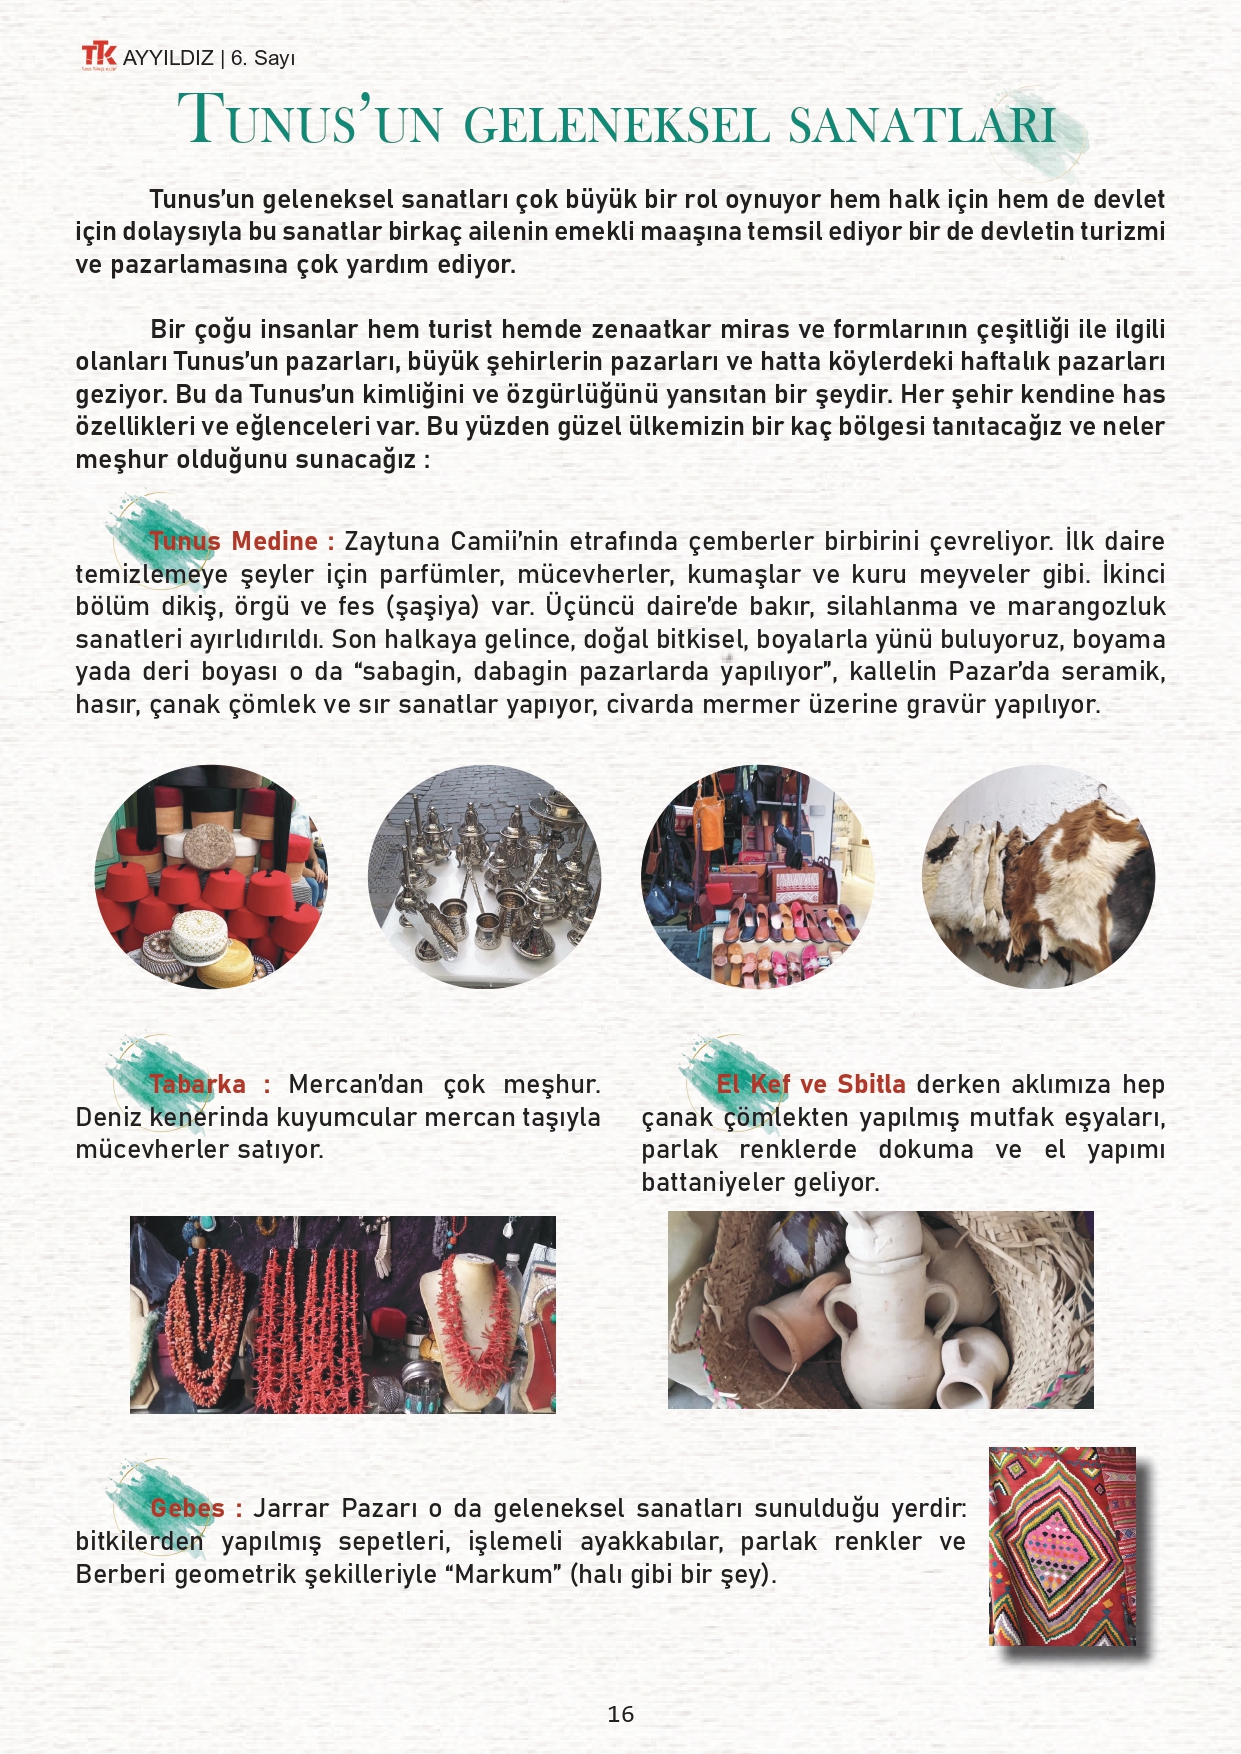 TTK AYYILDIZ | 6. Sayı
TUNUS’UN GELENEKSEL SANATLARI
Tunus’un geleneksel sanatları çok büyük bir rol oynuyor hem halk için hem de devlet
için dolaysıyla bu sanatlar birkaç ailenin emekli maaşına temsil ediyor bir de devletin turizmi
ve pazarlamasına çok yardım ediyor.
Bir çoğu insanlar hem turist hemde zenaatkar miras ve formlarının çeşitliği ile ilgili
olanları Tunus’un pazarları, büyük şehirlerin pazarları ve hatta köylerdeki haftalık pazarları
geziyor. Bu da Tunus’un kimliğini ve özgürlüğünü yansıtan bir şeydir. Her şehir kendine has
özellikleri ve eğlenceleri var. Bu yüzden güzel ülkemizin bir kaç bölgesi tanıtacağız ve neler
meşhur olduğunu sunacağız :
Tunus Medine : Zaytuna Camii’nin etrafında çemberler birbirini çevreliyor. İlk daire
temizlemeye şeyler için parfümler, mücevherler, kumaşlar ve kuru meyveler gibi. İkinci
bölüm dikiş, örgü ve fes (şaşiya) var. Üçüncü daire’de bakır, silahlanma ve marangozluk
sanatleri ayırlıdırıldı. Son halkaya gelince, doğal bitkisel, boyalarla yünü buluyoruz, boyama
yada deri boyası o da “sabagin, dabagin pazarlarda yapılıyor”, kallelin Pazar’da seramik,
hasır, çanak çömlek ve sır sanatlar yapıyor, civarda mermer üzerine gravür yapılıyor.
Tabarka : Mercan’dan çok meşhur.
Deniz kenerinda kuyumcular mercan taşıyla
mücevherler satıyor.
El Kef ve Sbitla derken aklımıza hep
çanak çömlekten yapılmış mutfak eşyaları,
parlak renklerde dokuma ve el yapımı
battaniyeler geliyor.
Gebes : Jarrar Pazarı o da geleneksel sanatları sunulduğu yerdir:
bitkilerden yapılmış sepetleri, işlemeli ayakkabılar, parlak renkler ve
Berberi geometrik şekilleriyle “Markum” (halı gibi bir şey).
16